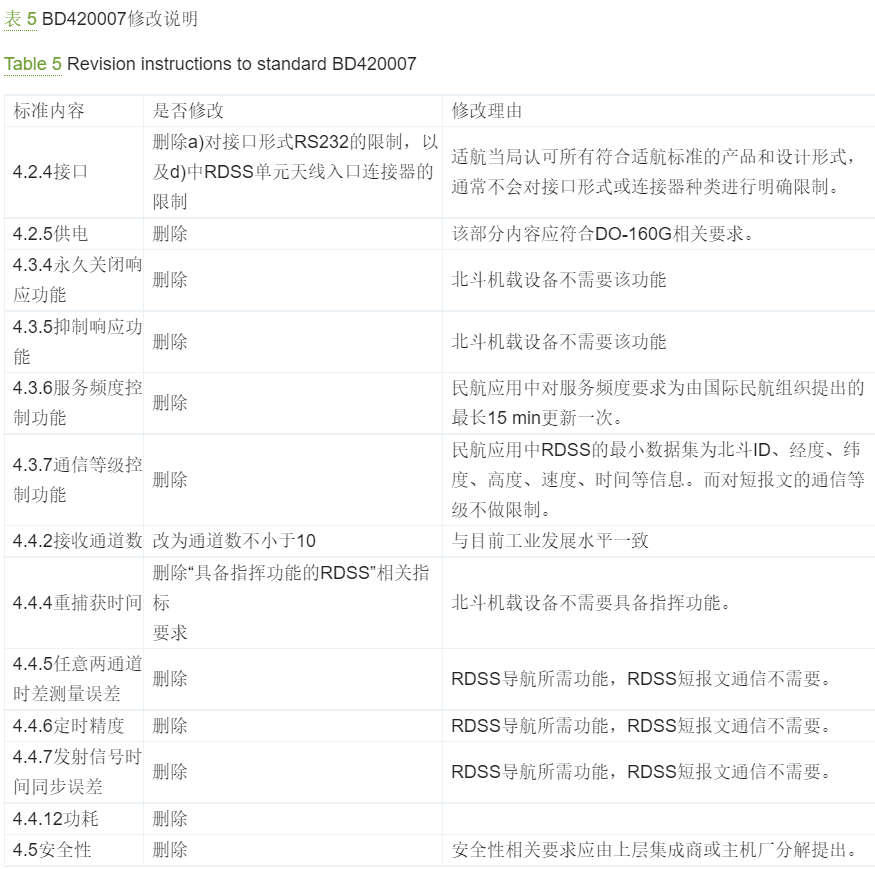 表 5 BD420007修改说明
Table 5 Revision instructions to standard BD420007
标准内容 是否修改 修改理由
4.2.4接口
删除a)对接口形式RS232的限制，以
及d)中RDSS单元天线入口连接器的
限制
适航当局认可所有符合适航标准的产品和设计形式，
通常不会对接口形式或连接器种类进行明确限制。
4.2.5供电 删除 该部分内容应符合DO-160G相关要求。
4.3.4永久关闭响
应功能
删除
北斗机载设备不需要该功能
4.3.5抑制响应功
能
删除
北斗机载设备不需要该功能
4.3.6服务频度控
制功能
删除
民航应用中对服务频度要求为由国际民航组织提出的
最长15 min更新一次。
4.3.7通信等级控
制功能
删除
民航应用中RDSS的最小数据集为北斗ID、经度、纬
度、高度、速度、时间等信息。而对短报文的通信等
级不做限制。
4.4.2接收通道数 改为通道数不小于10 与目前工业发展水平一致
4.4.4重捕获时间
删除“具备指挥功能的RDSS”相关指
标
要求
北斗机载设备不需要具备指挥功能。
4.4.5任意两通道
时差测量误差
删除
RDSS导航所需功能，RDSS短报文通信不需要。
4.4.6定时精度 删除 RDSS导航所需功能，RDSS短报文通信不需要。
4.4.7发射信号时
间同步误差
删除
RDSS导航所需功能，RDSS短报文通信不需要。
4.4.12功耗 删除
4.5安全性 删除 安全性相关要求应由上层集成商或主机厂分解提出。